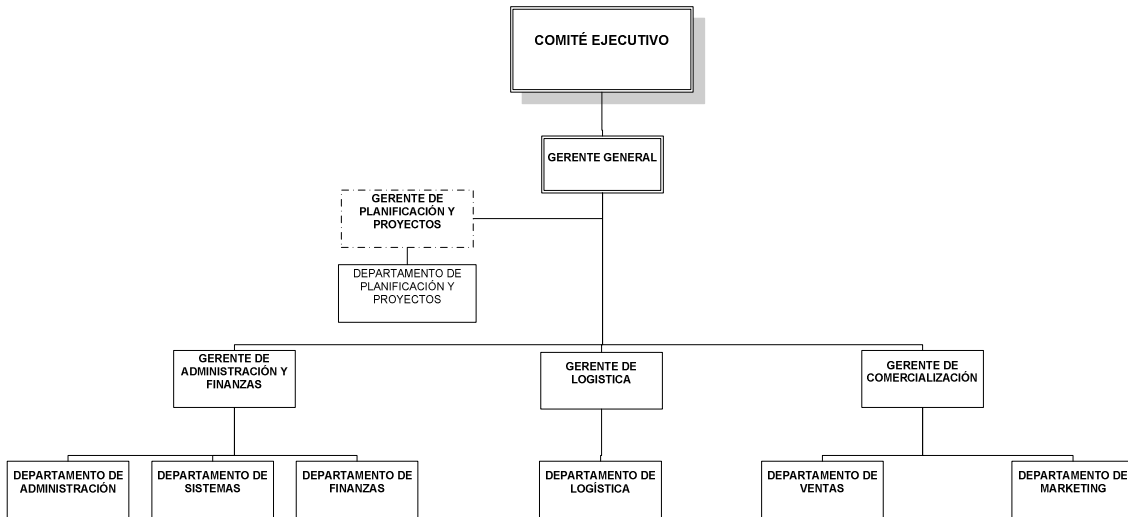 COMITÉ EJECUTIVO
GERENTE GENERAL
GERENTE DE
PLANIFICACIÓN Y
PROYECTOS
DEPARTAMENTO DE
PLANIFICACIÓN Y
PROYECTOS
GERENTE DE
ADMINISTRACIÓN Y
FINANZAS
GERENTE DE
LOGISTICA
GERENTE DE
COMERCIALIZACIÓN
DEPARTAMENTO DE
ADMINISTRACIÓN
DEPARTAMENTO DE
SISTEMAS
DEPARTAMENTO DE
FINANZAS
DEPARTAMENTO DE
LOGÍSTICA
DEPARTAMENTO DE
VENTAS
DEPARTAMENTO DE
MARKETING